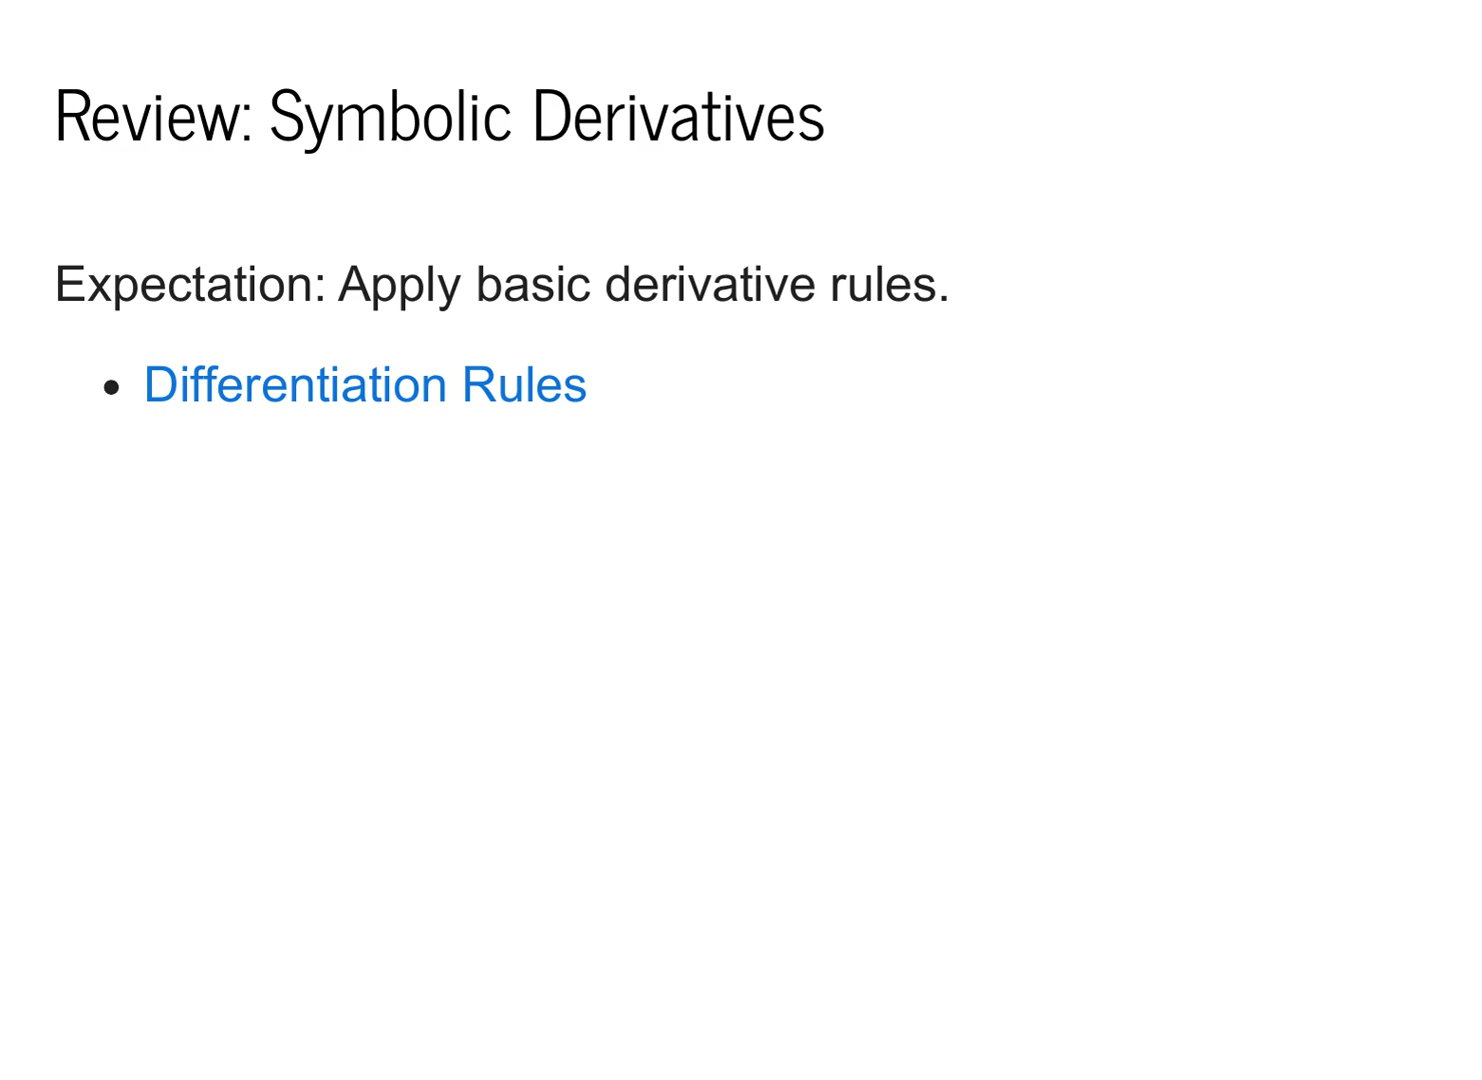 Review: Symbolic Derivatives
Expectation: Apply basic derivative rules.
• Differentiation Rules